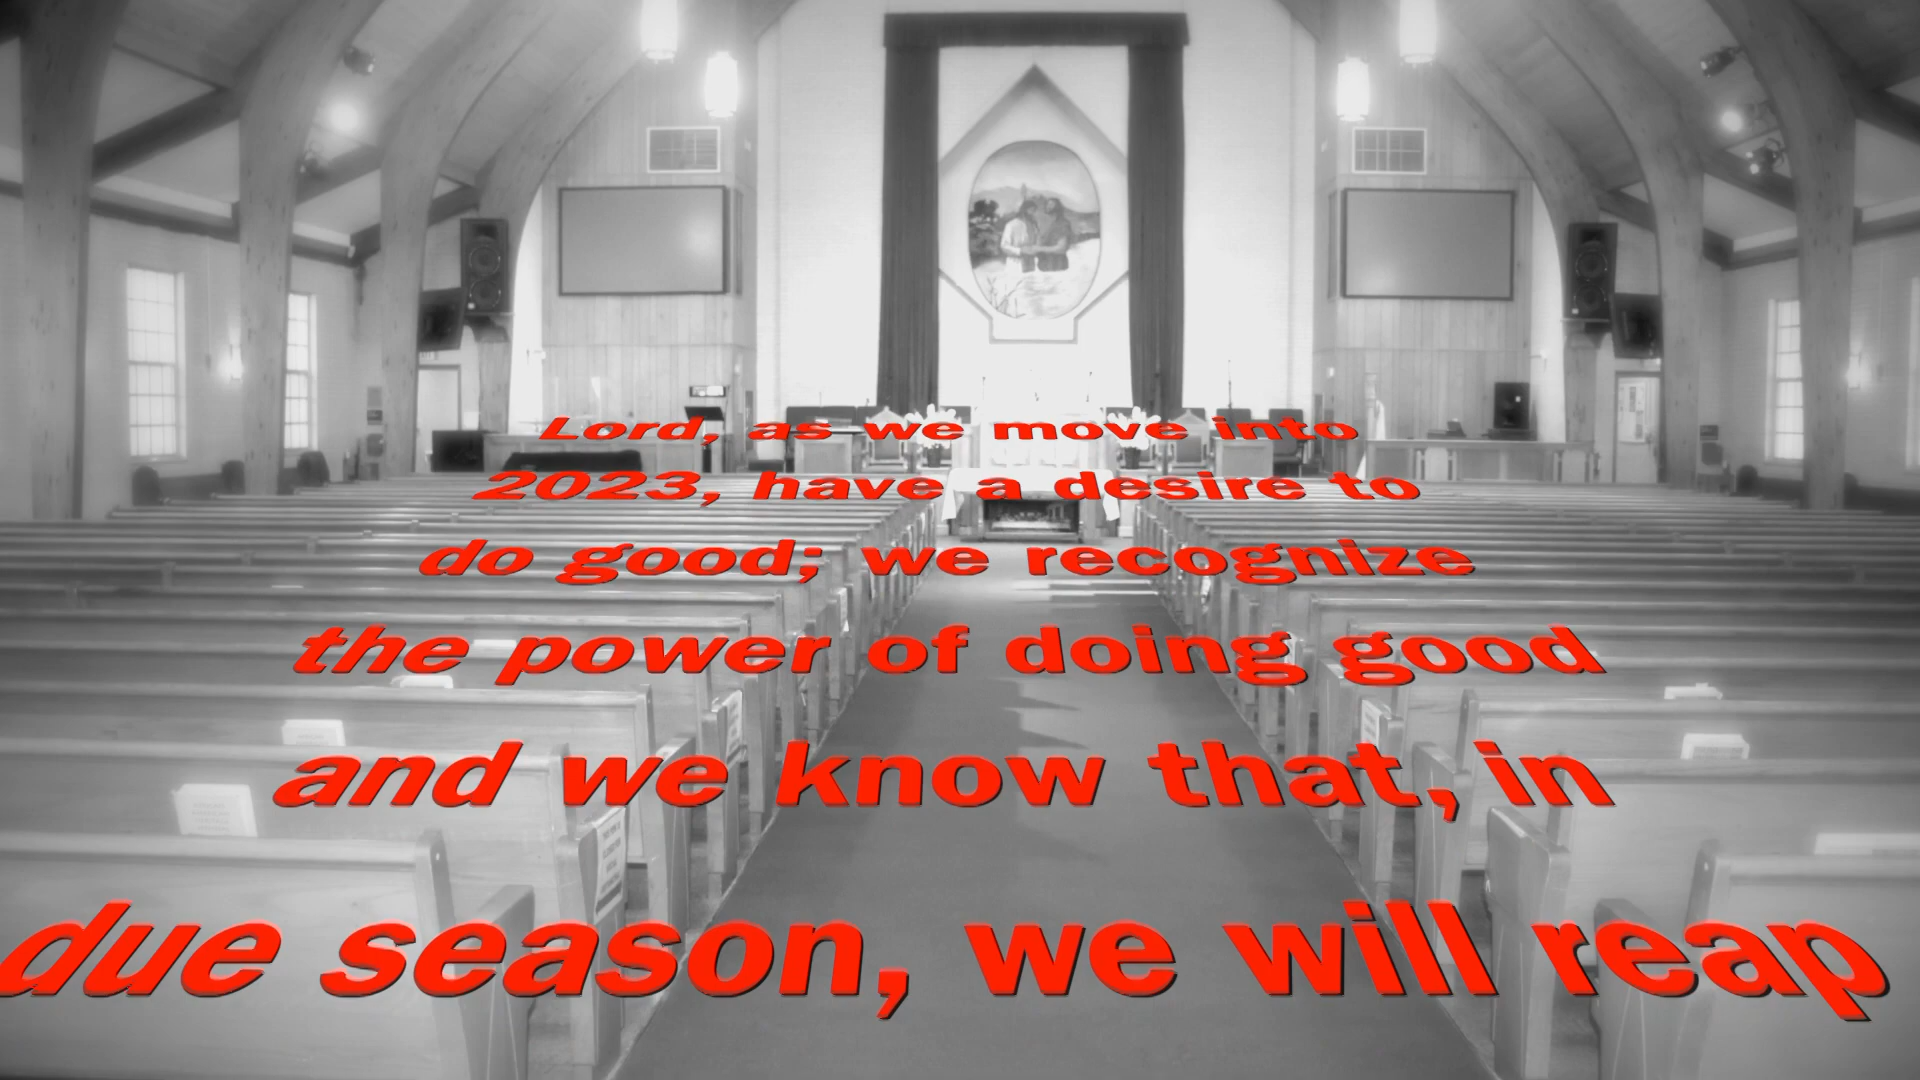 Lord, as we move into
2023, have a desire to
do good; we recognize
the power of doing good
and we know that, in
due season, we will reap